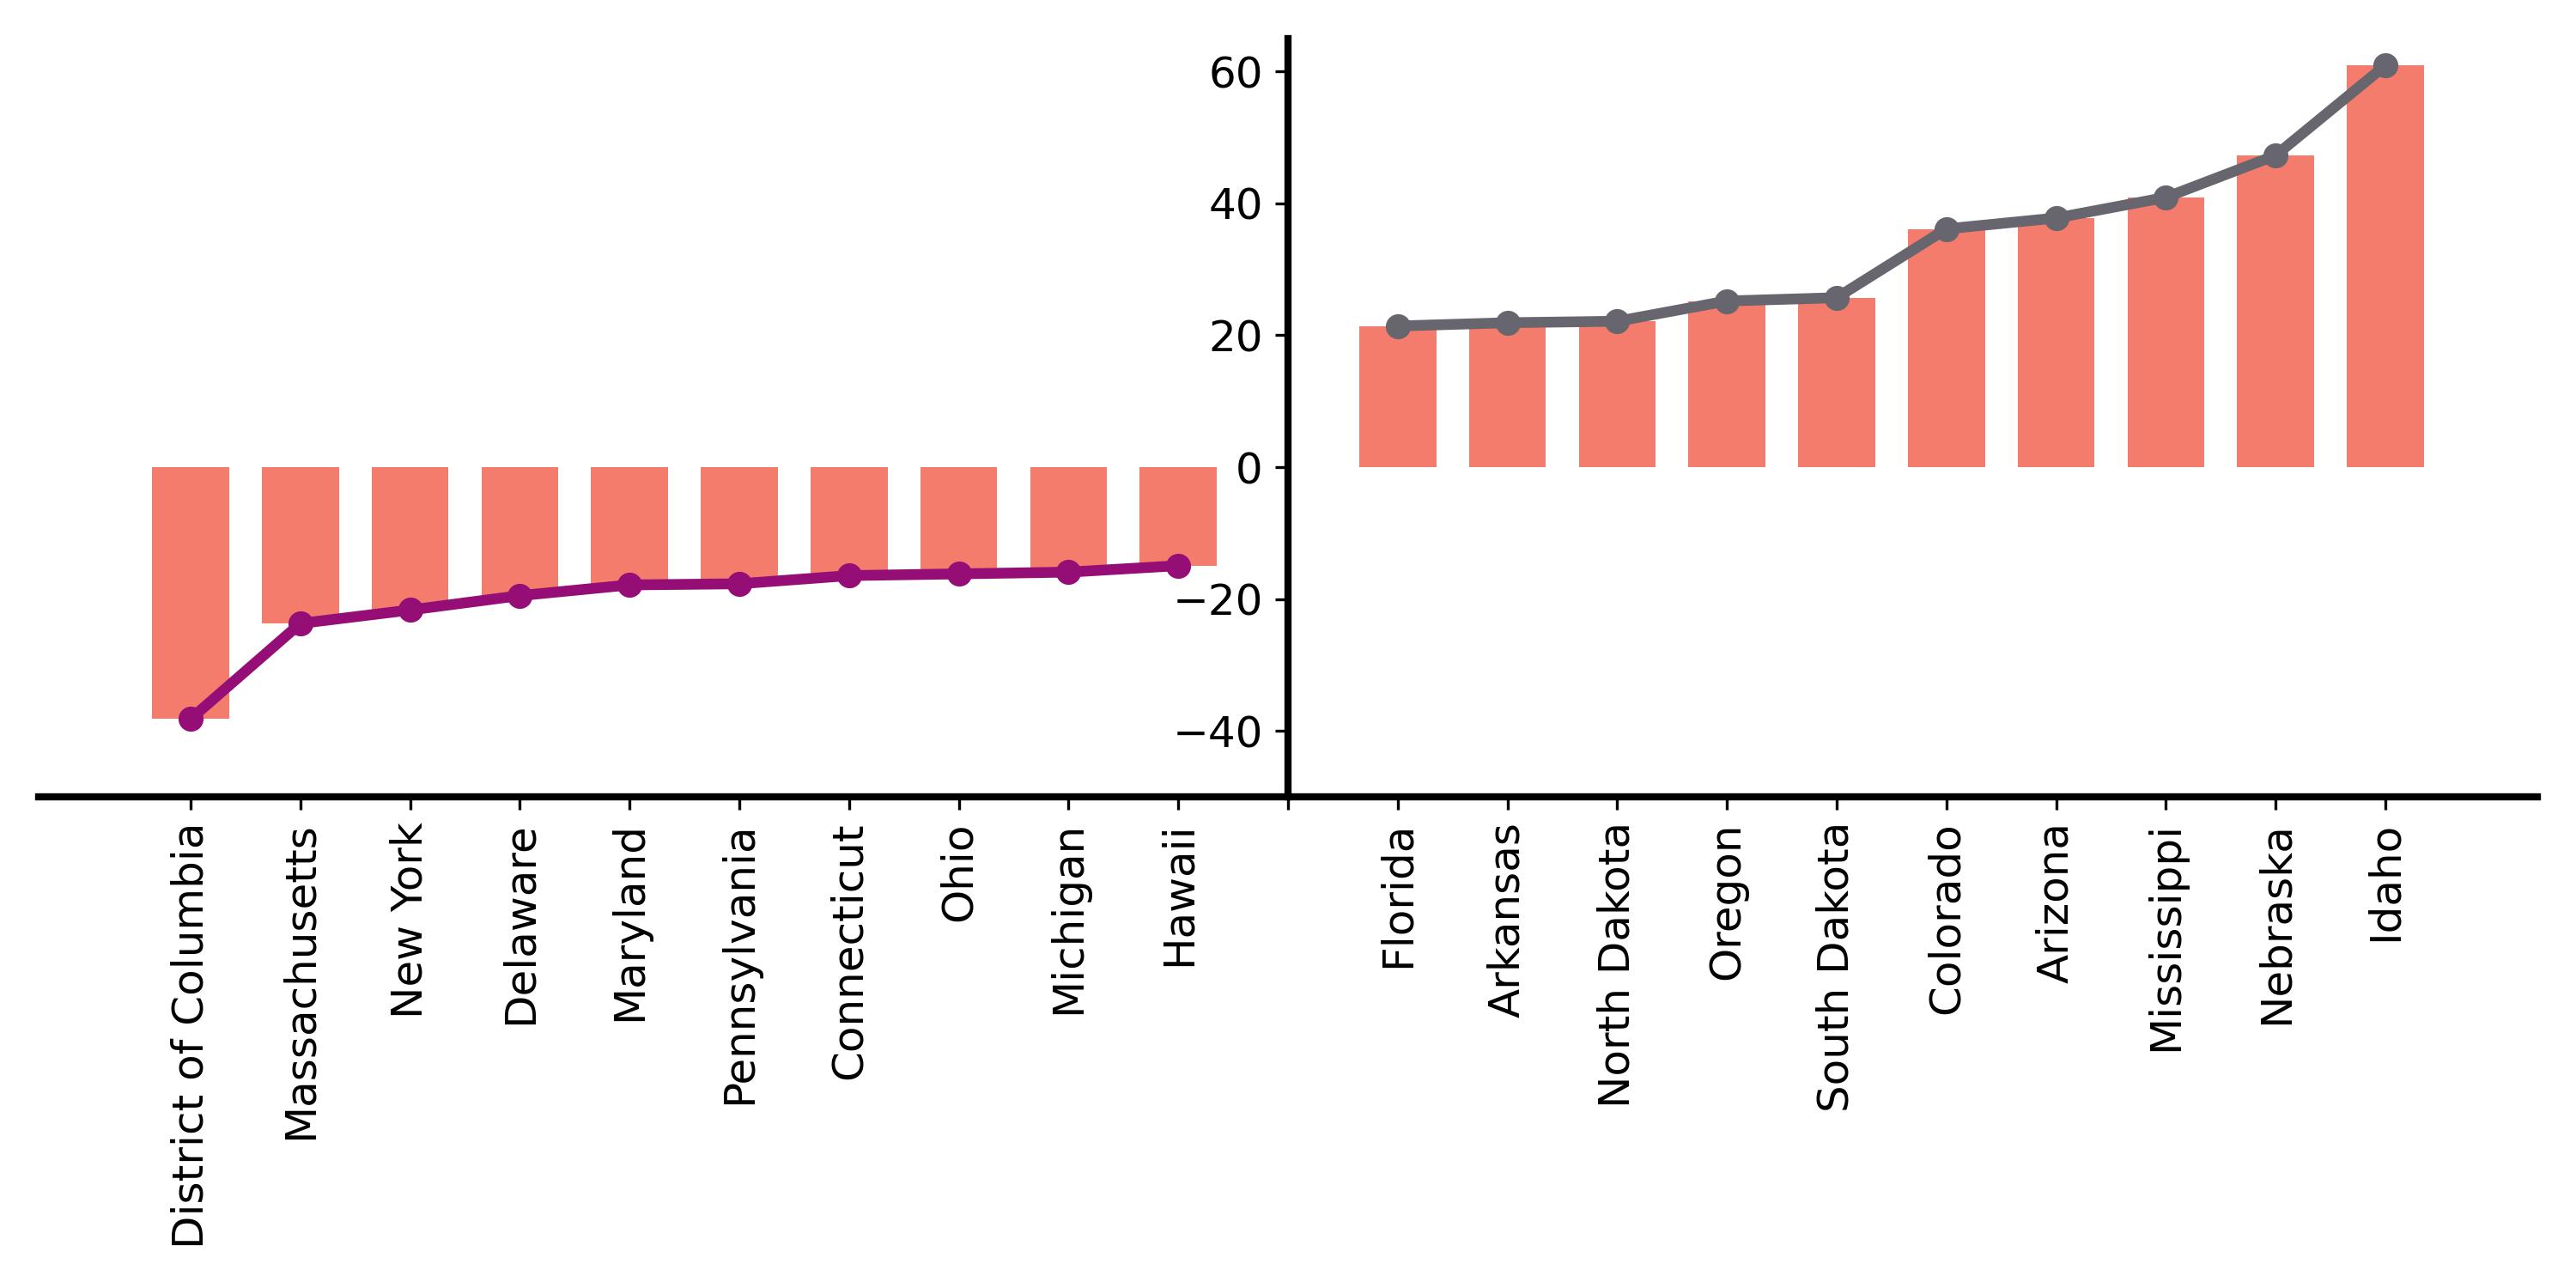 60
40
20
0
−20
−40
District of Columbia
Massachusetts
New York
Delaware
Maryland
Pennsylvania
Connecticut
Ohio
Michigan
Hawaii
Florida
Arkansas
North Dakota
Oregon
South Dakota
Colorado
Arizona
Mississippi
Nebraska
Idaho